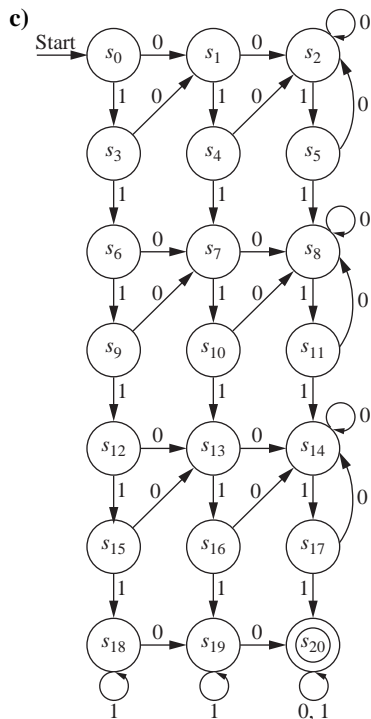 c)
0
Start s₀ 0 s₁ 0 s₂
1 0 1 0 1 0
s₃ s₄ s₅
1 1 1 0
s₆ 0 s₇ 0 s₈
1 0 1 0 1 0
s₉ s₁₀ s₁₁
1 1 1 0
s₁₂ 0 s₁₃ 0 s₁₄
1 0 1 0 1 0
s₁₅ s₁₆ s₁₇
1 1 1
s₁₈ 0 s₁₉ 0 s₂₀
1 1 0, 1